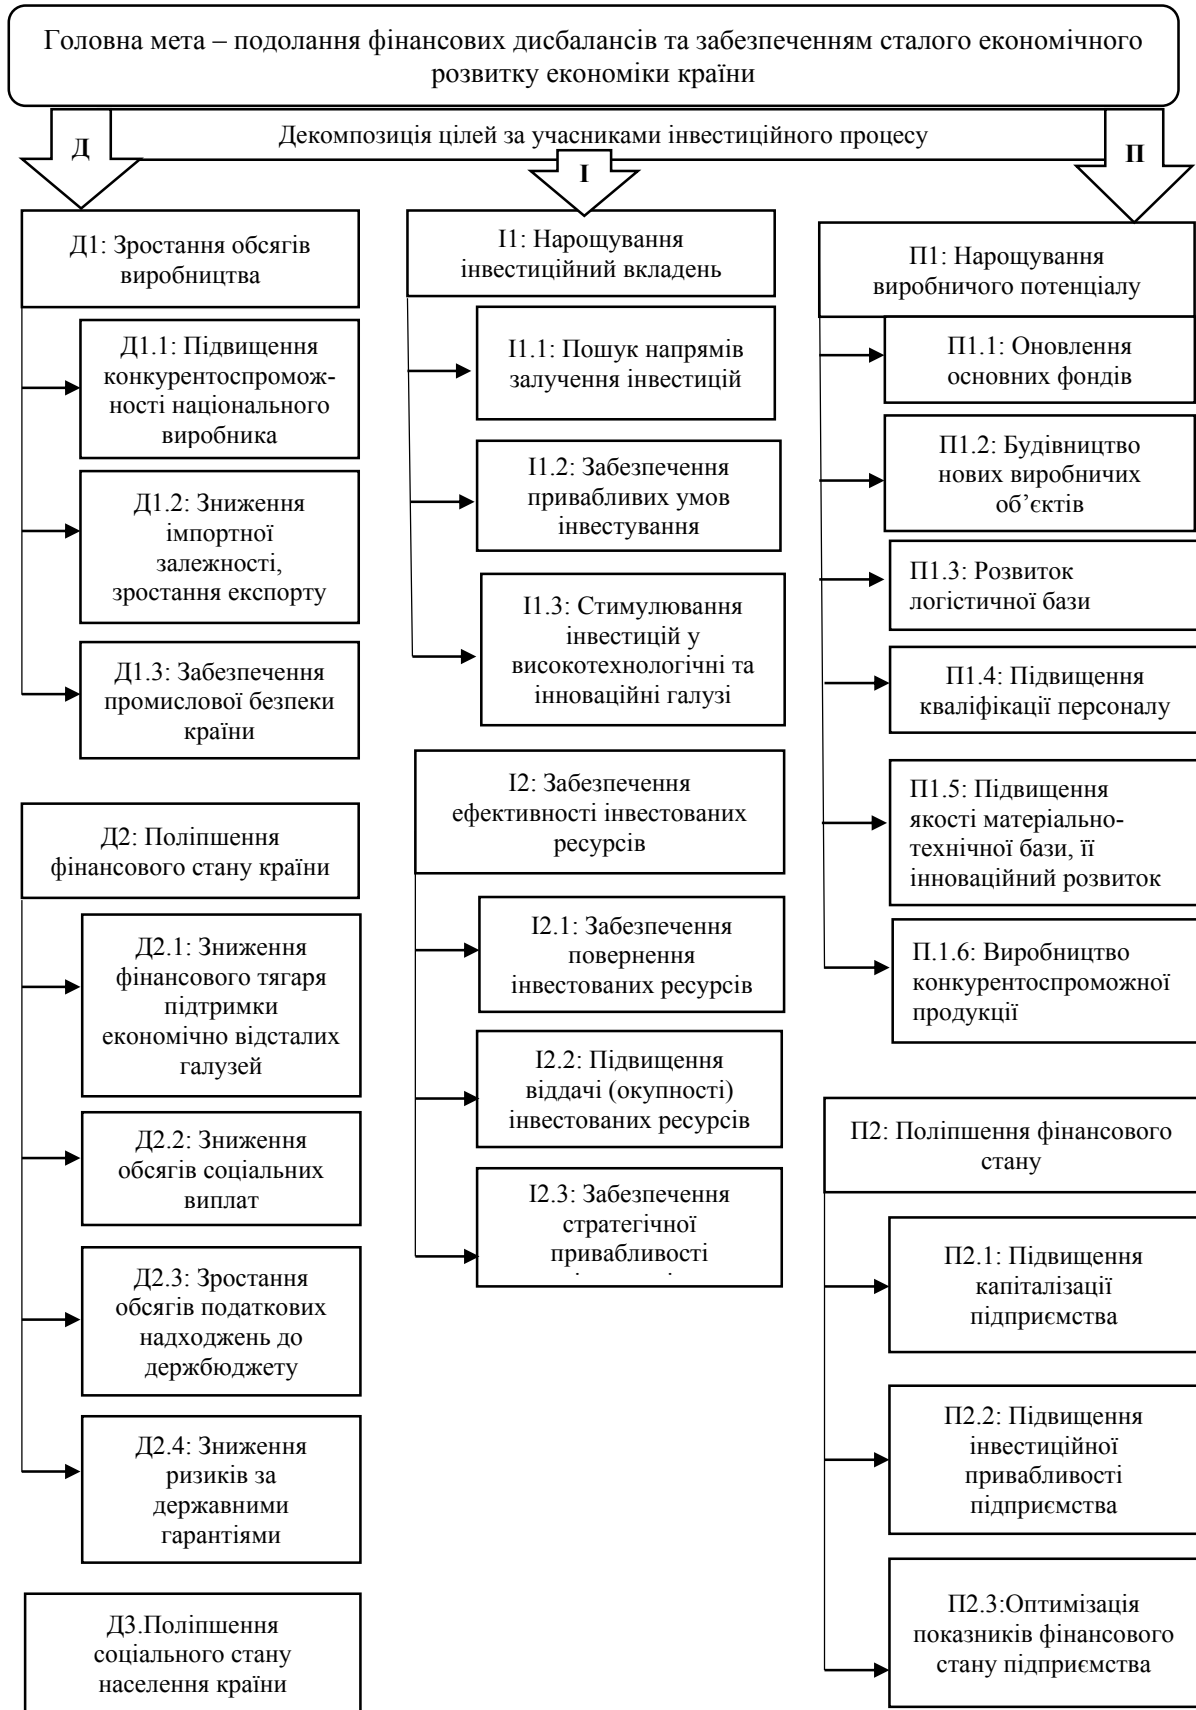 Головна мета – подолання фінансових дисбалансів та забезпеченням сталого економічного
розвитку економіки країни
Декомпозиція цілей за учасниками інвестиційного процесу
Д
І
П
Д1: Зростання обсягів
виробництва
Д1.1: Підвищення
конкурентоспромож-
ності національного
виробника
Д1.2: Зниження
імпортної
залежності,
зростання експорту
Д1.3: Забезпечення
промислової безпеки
країни
Д2: Поліпшення
фінансового стану країни
Д2.1: Зниження
фінансового тягаря
підтримки
економічно відсталих
галузей
Д2.2: Зниження
обсягів соціальних
виплат
Д2.3: Зростання
обсягів податкових
надходжень до
держбюджету
Д2.4: Зниження
ризиків за
державними
гарантіями
Д3.Поліпшення
соціального стану
населення країни
І1: Нарощування
інвестиційний вкладень
І1.1: Пошук напрямів
залучення інвестицій
І1.2: Забезпечення
привабливих умов
інвестування
І1.3: Стимулювання
інвестицій у
високотехнологічні та
інноваційні галузі
І2: Забезпечення
ефективності інвестованих
ресурсів
І2.1: Забезпечення
повернення
інвестованих ресурсів
І2.2: Підвищення
віддачі (окупності)
інвестованих ресурсів
І2.3: Забезпечення
стратегічної
привабливості
П1: Нарощування
виробничого потенціалу
П1.1: Оновлення
основних фондів
П1.2: Будівництво
нових виробничих
об’єктів
П1.3: Розвиток
логістичної бази
П1.4: Підвищення
кваліфікації персоналу
П1.5: Підвищення
якості матеріально-
технічної бази, її
інноваційний розвиток
П.1.6: Виробництво
конкурентоспроможної
продукції
П2: Поліпшення фінансового
стану
П2.1: Підвищення
капіталізації
підприємства
П2.2: Підвищення
інвестиційної
привабливості
підприємства
П2.3:Оптимізація
показників фінансового
стану підприємства